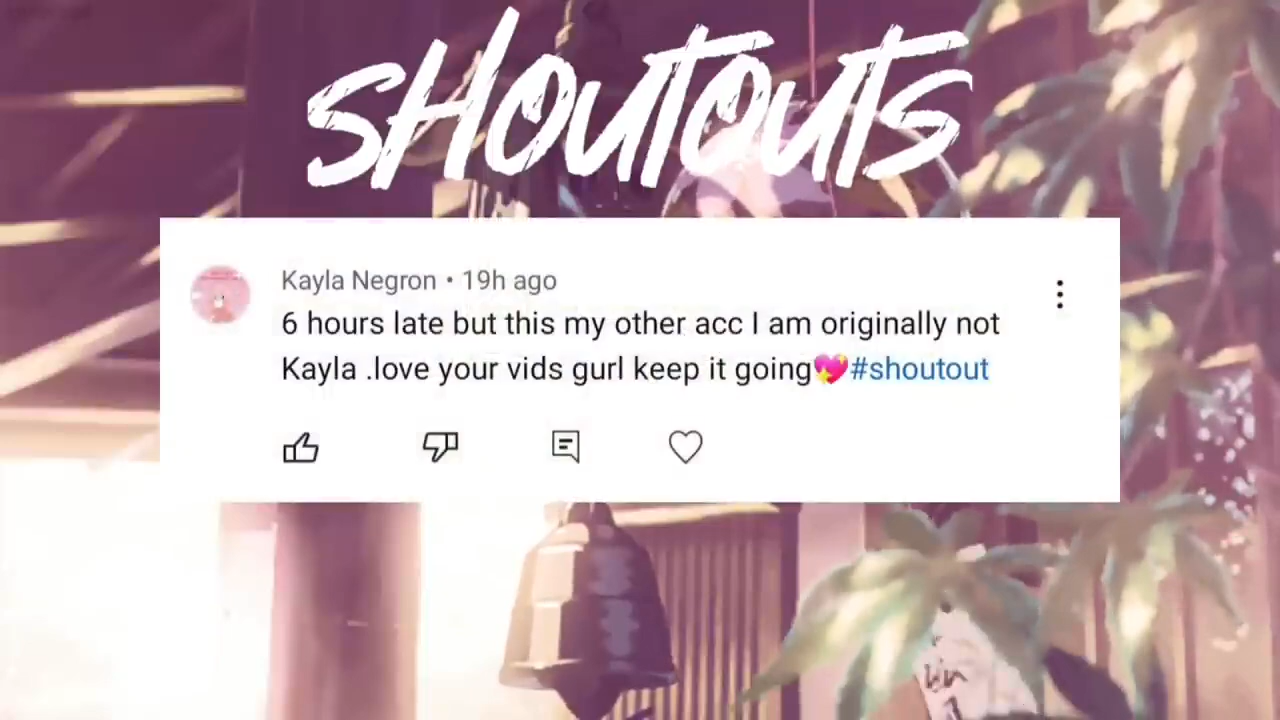 SHOUTOUTS
Kayla Negron • 19h ago
6 hours late but this my other acc I am originally not
Kayla .love your vids gurl keep it going💖#shoutout